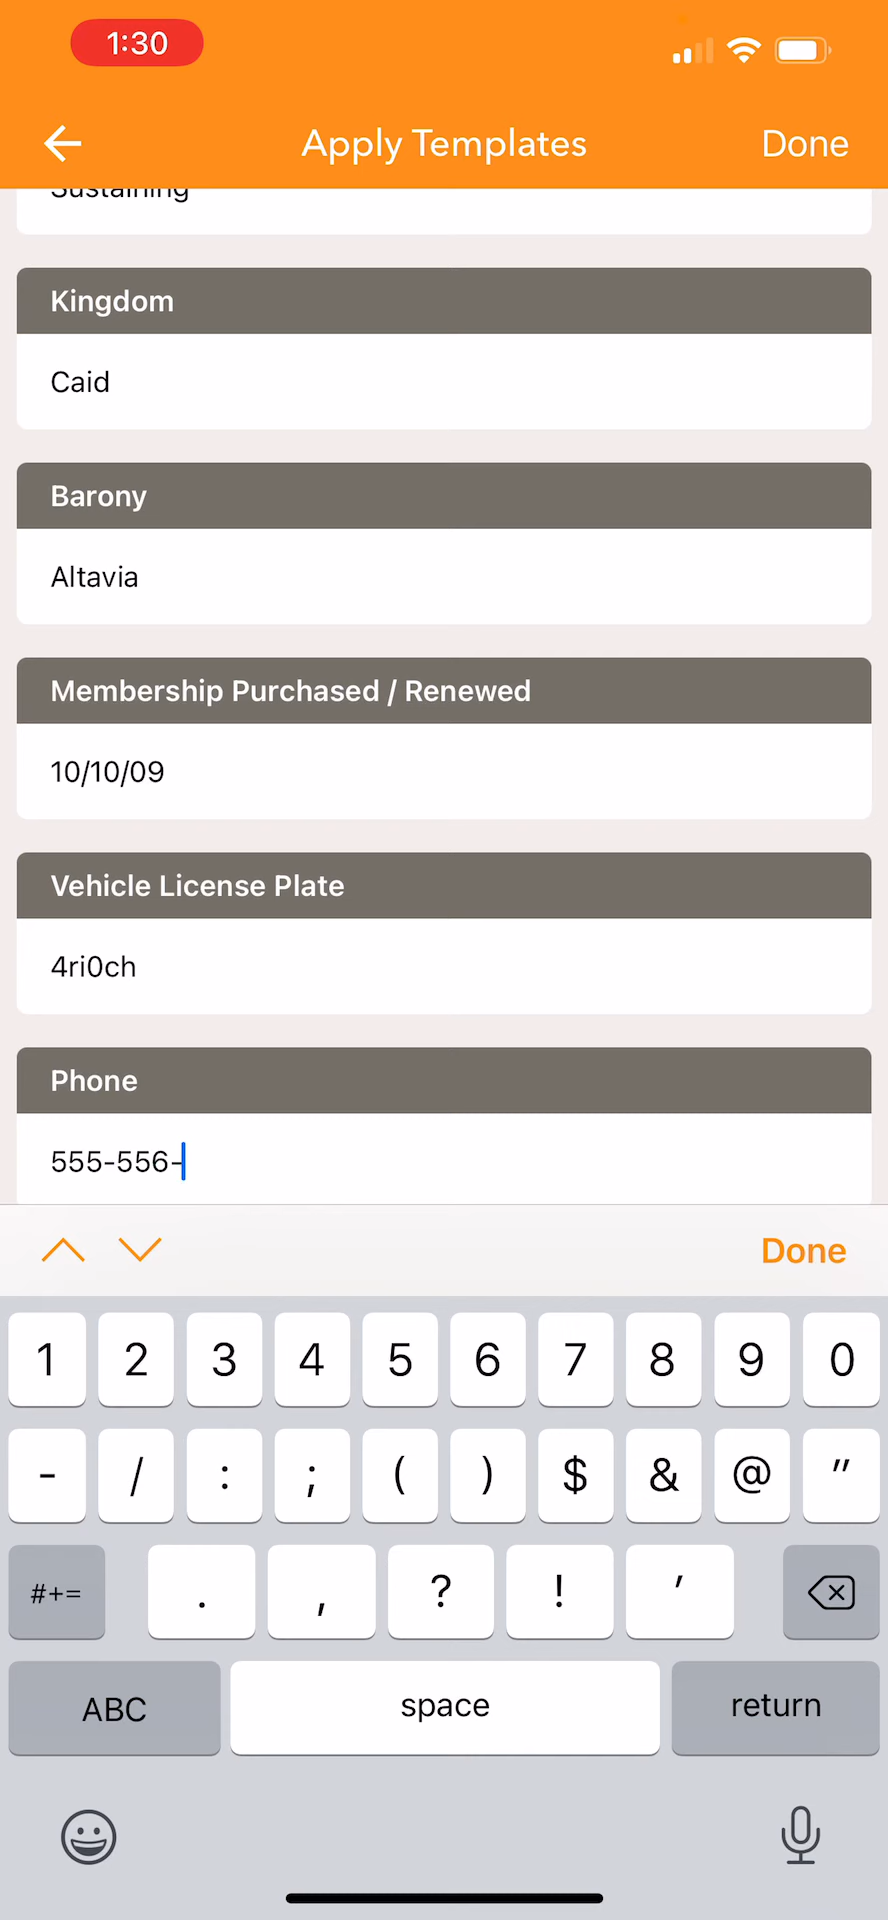 1:30
Apply Templates
Done
Sustaining
Kingdom
Caid
Barony
Altavia
Membership Purchased / Renewed
10/10/09
Vehicle License Plate
4ri0ch
Phone
555-556-
Done
1 2 3 4 5 6 7 8 9 0
- / : ; ( ) $ & @ "
#+= . , ? ! '
ABC space return